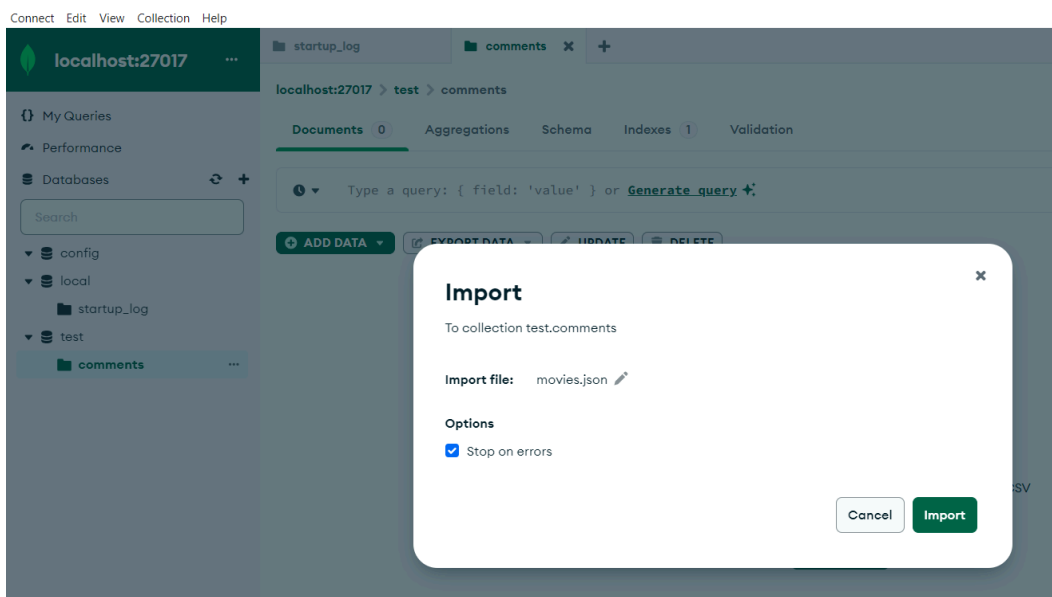 Connect Edit View Collection Help
localhost:27017 ···
startup_log
comments
localhost:27017 > test > comments
{} My Queries
Performance
Databases
Search
config
local
startup_log
test
comments ···
Documents 0 Aggregations Schema Indexes 1 Validation
Type a query: { field: 'value' } or Generate query
ADD DATA EXPORT DATA UPDATE DELETE
Import
To collection test.comments
Import file: movies.json
Options
Stop on errors
Cancel Import
CSV